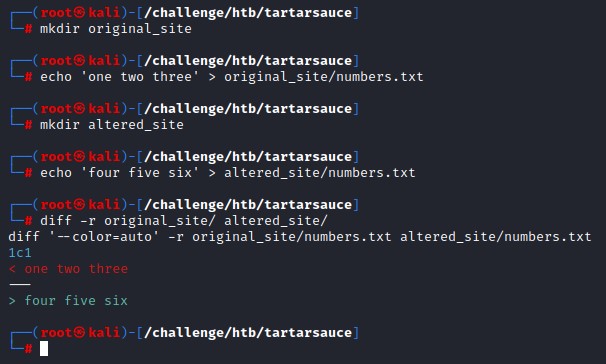 ┌──(root㉿kali)-[/challenge/htb/tartarsauce]
└─# mkdir original_site
┌──(root㉿kali)-[/challenge/htb/tartarsauce]
└─# echo 'one two three' > original_site/numbers.txt
┌──(root㉿kali)-[/challenge/htb/tartarsauce]
└─# mkdir altered_site
┌──(root㉿kali)-[/challenge/htb/tartarsauce]
└─# echo 'four five six' > altered_site/numbers.txt
┌──(root㉿kali)-[/challenge/htb/tartarsauce]
└─# diff -r original_site/ altered_site/
diff '--color=auto' -r original_site/numbers.txt altered_site/numbers.txt
1c1
< one two three
---
> four five six
┌──(root㉿kali)-[/challenge/htb/tartarsauce]
└─#